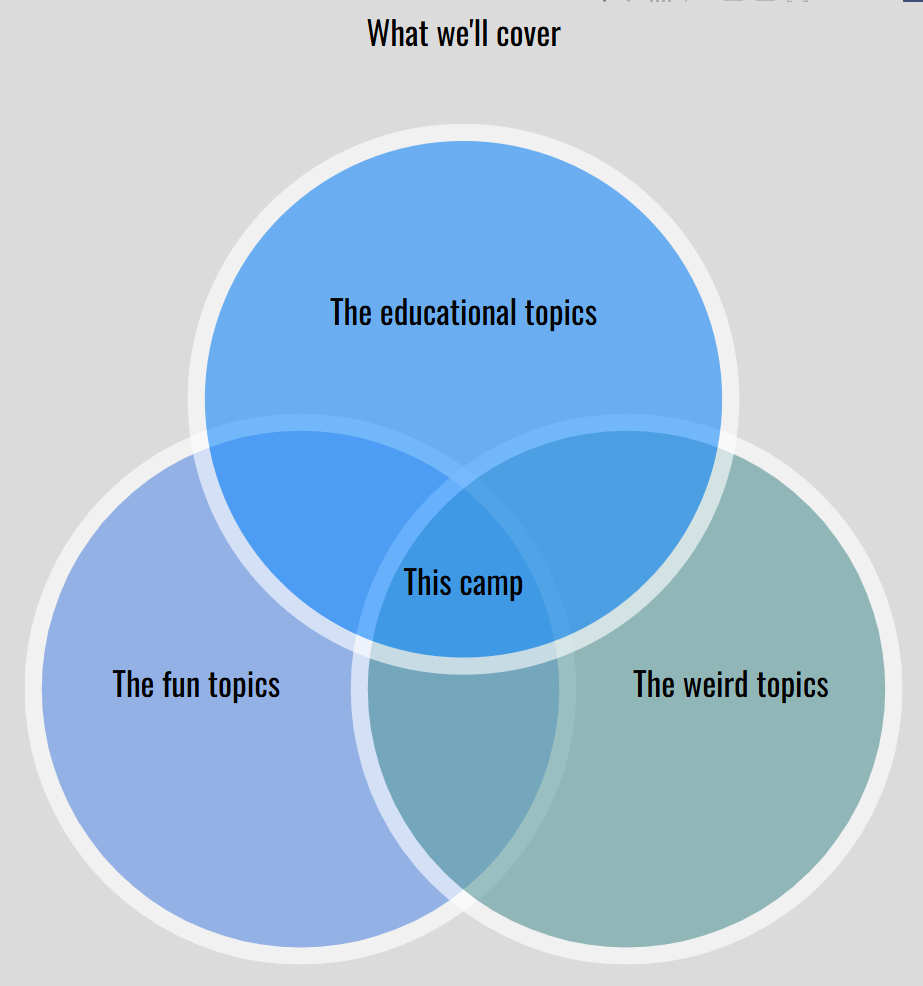 What we'll cover
The educational topics
This camp
The fun topics
The weird topics